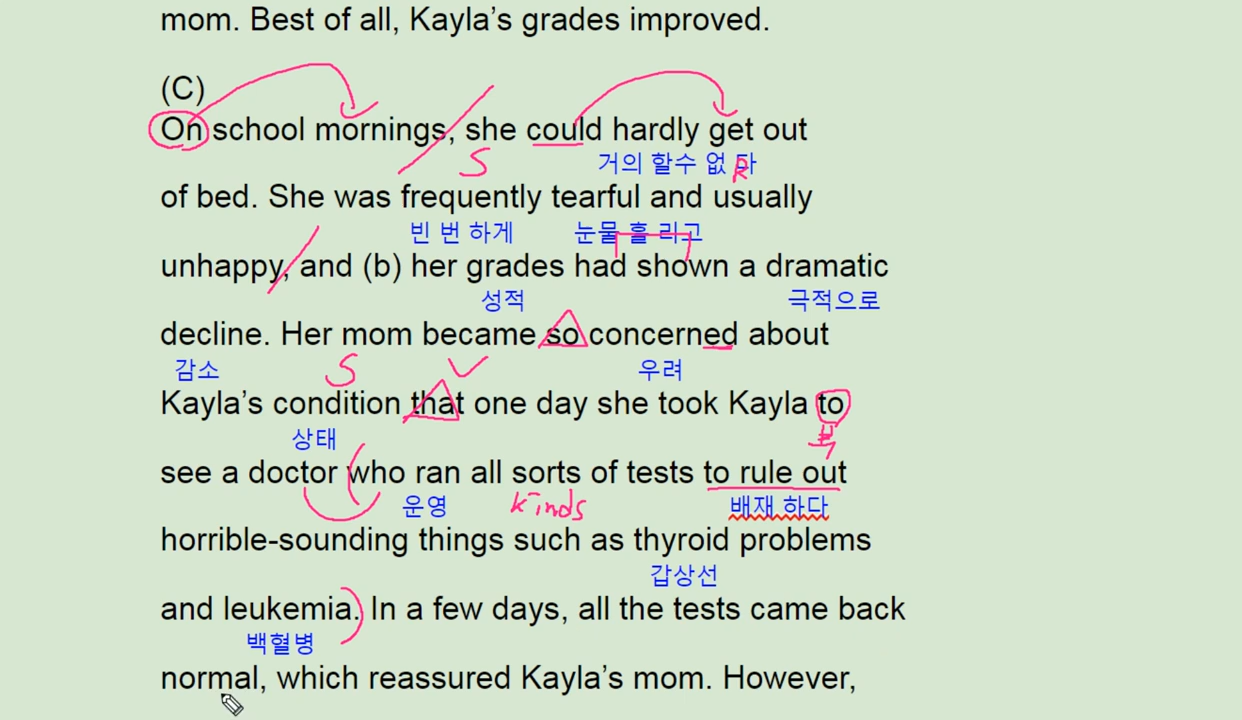 mom. Best of all, Kayla’s grades improved.
(C)
On school mornings, she could hardly get out
S 거의 할수 없 다 R
of bed. She was frequently tearful and usually
빈 번 하게 눈물 흘 리고
unhappy, and (b) her grades had shown a dramatic
성적 극적으로
decline. Her mom became so concerned about
감소 S V 우려
Kayla’s condition that one day she took Kayla to
상태
see a doctor who ran all sorts of tests to rule out
운영 kinds 배재 하다
horrible-sounding things such as thyroid problems
갑상선
and leukemia. In a few days, all the tests came back
백혈병
normal, which reassured Kayla’s mom. However,